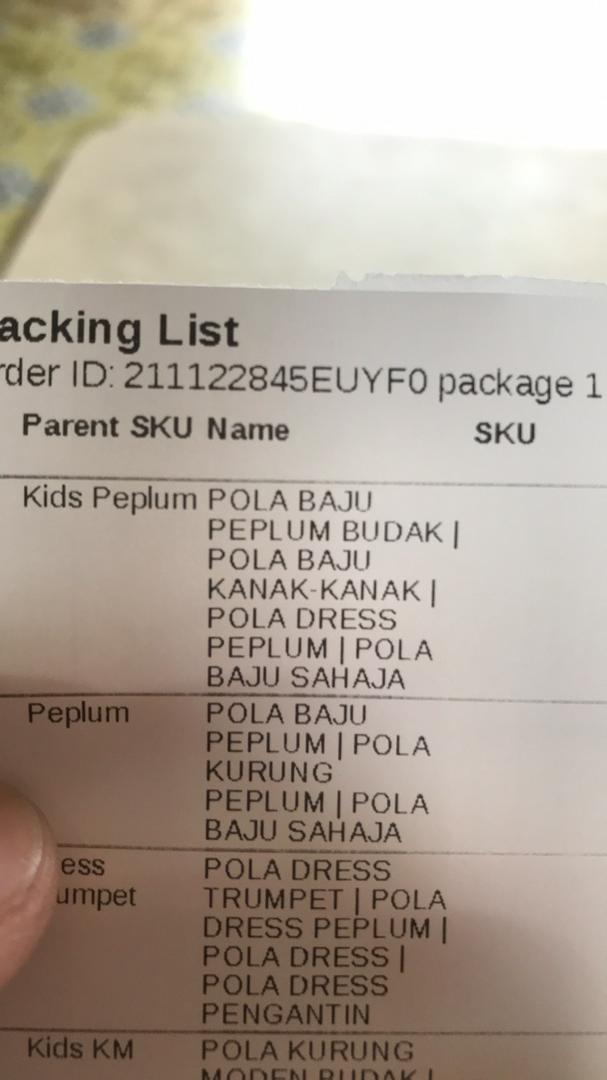 acking List
rder ID: 211122845EUYF0 package 1
Parent SKU Name SKU
Kids Peplum POLA BAJU
PEPLUM BUDAK |
POLA BAJU
KANAK-KANAK |
POLA DRESS
PEPLUM | POLA
BAJU SAHAJA
Peplum POLA BAJU
PEPLUM | POLA
KURUNG
PEPLUM | POLA
BAJU SAHAJA
ess POLA DRESS
umpet TRUMPET | POLA
DRESS PEPLUM |
POLA DRESS |
POLA DRESS
PENGANTIN
Kids KM POLA KURUNG
MODEN BUDAK |